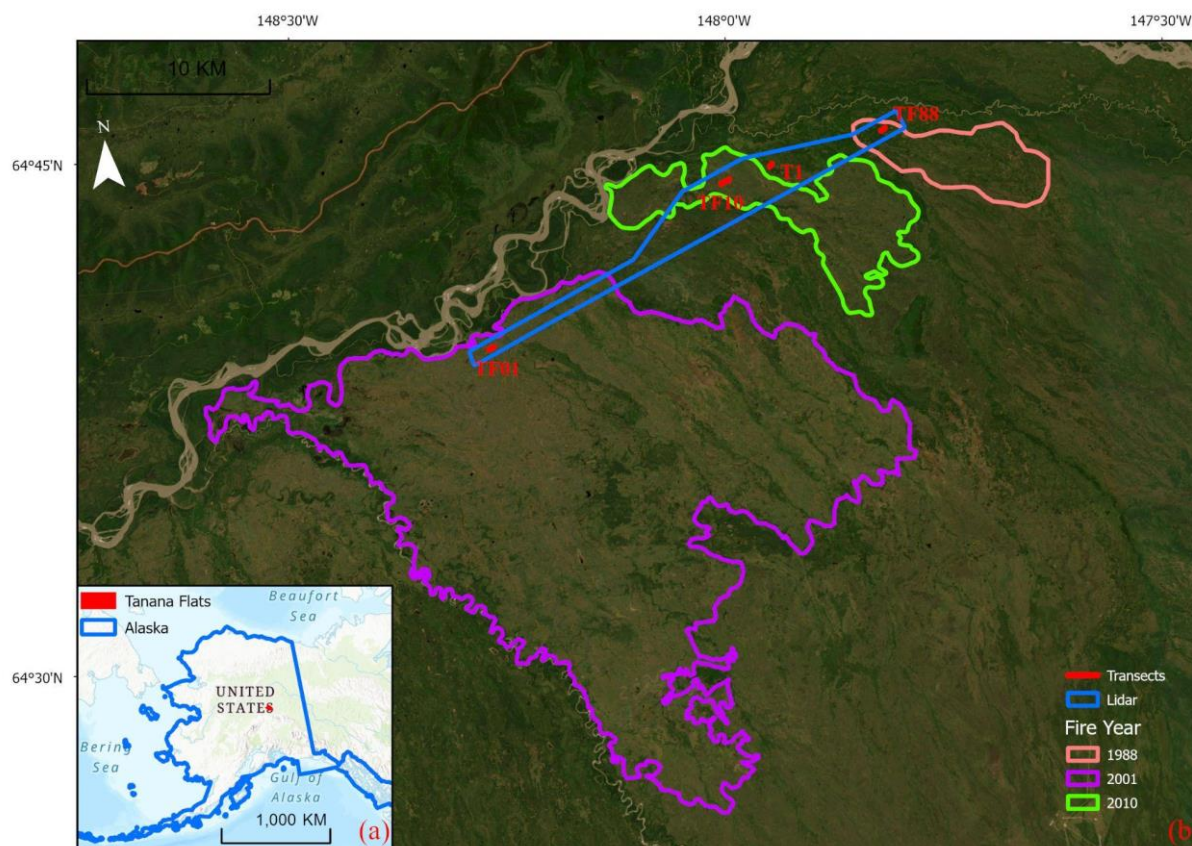 148°30'W
148°0'W
147°30'W
10 KM
N
64°45'N
64°30'N
TF88
T1
TF10
TF01
Tanana Flats
Alaska
Beaufort
Sea
UNITED
STATES
Bering
Sea
Gulf of
Alaska
1,000 KM
(a)
Transects
Lidar
Fire Year
1988
2001
2010
(b)